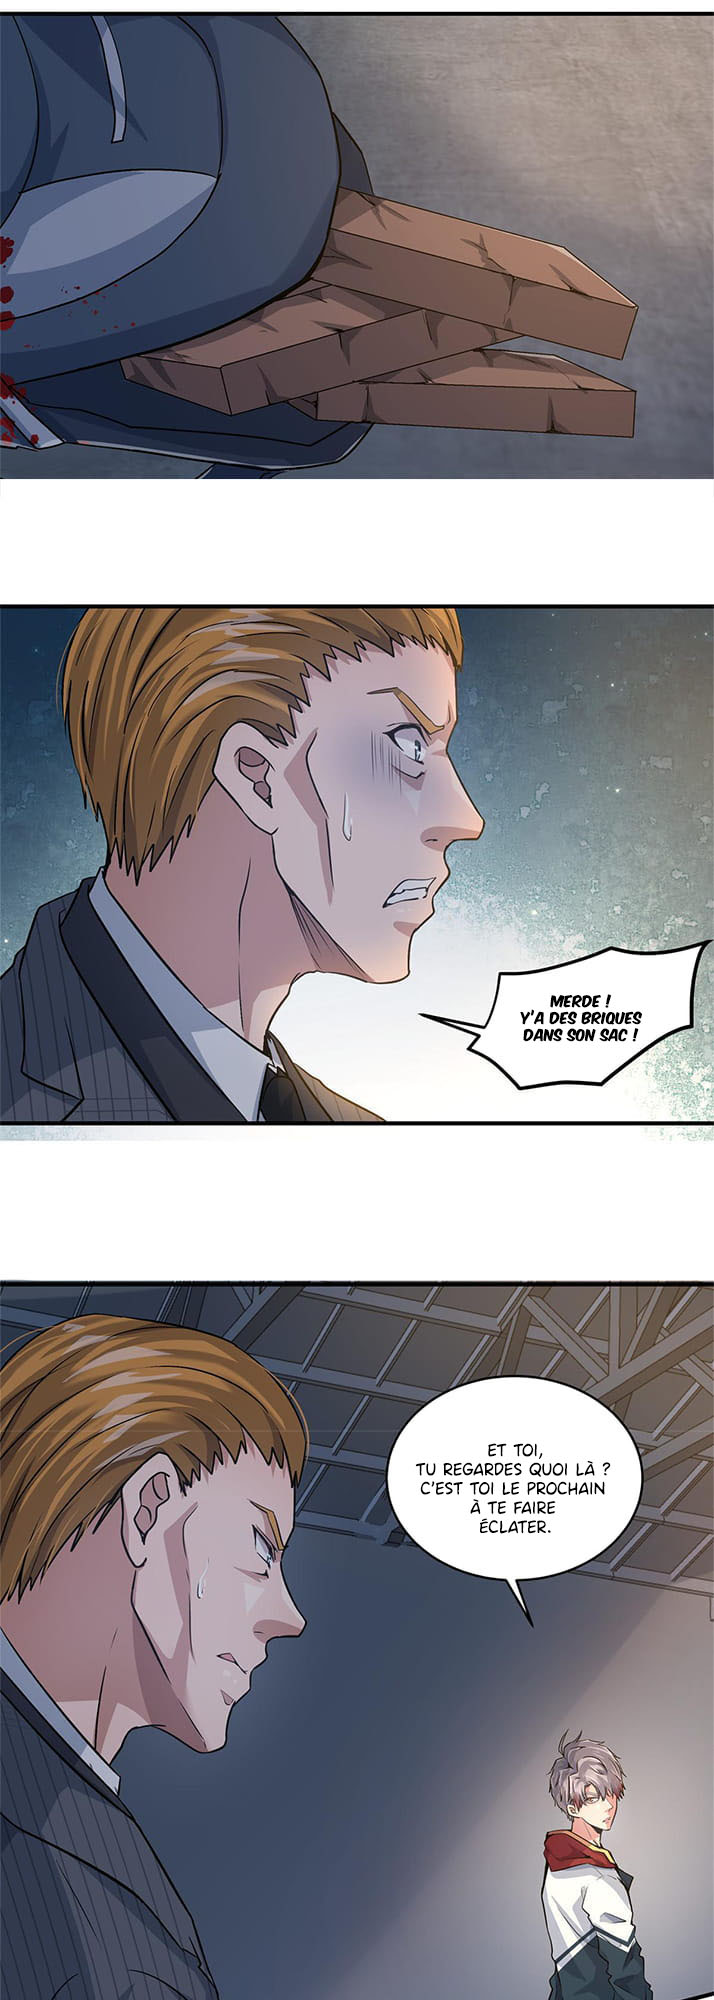 MERDE !
Y'A DES BRIQUES
DANS SON SAC !
ET TOI,
TU REGARDES QUOI LÀ ?
C'EST TOI LE PROCHAIN
À TE FAIRE
ÉCLATER.